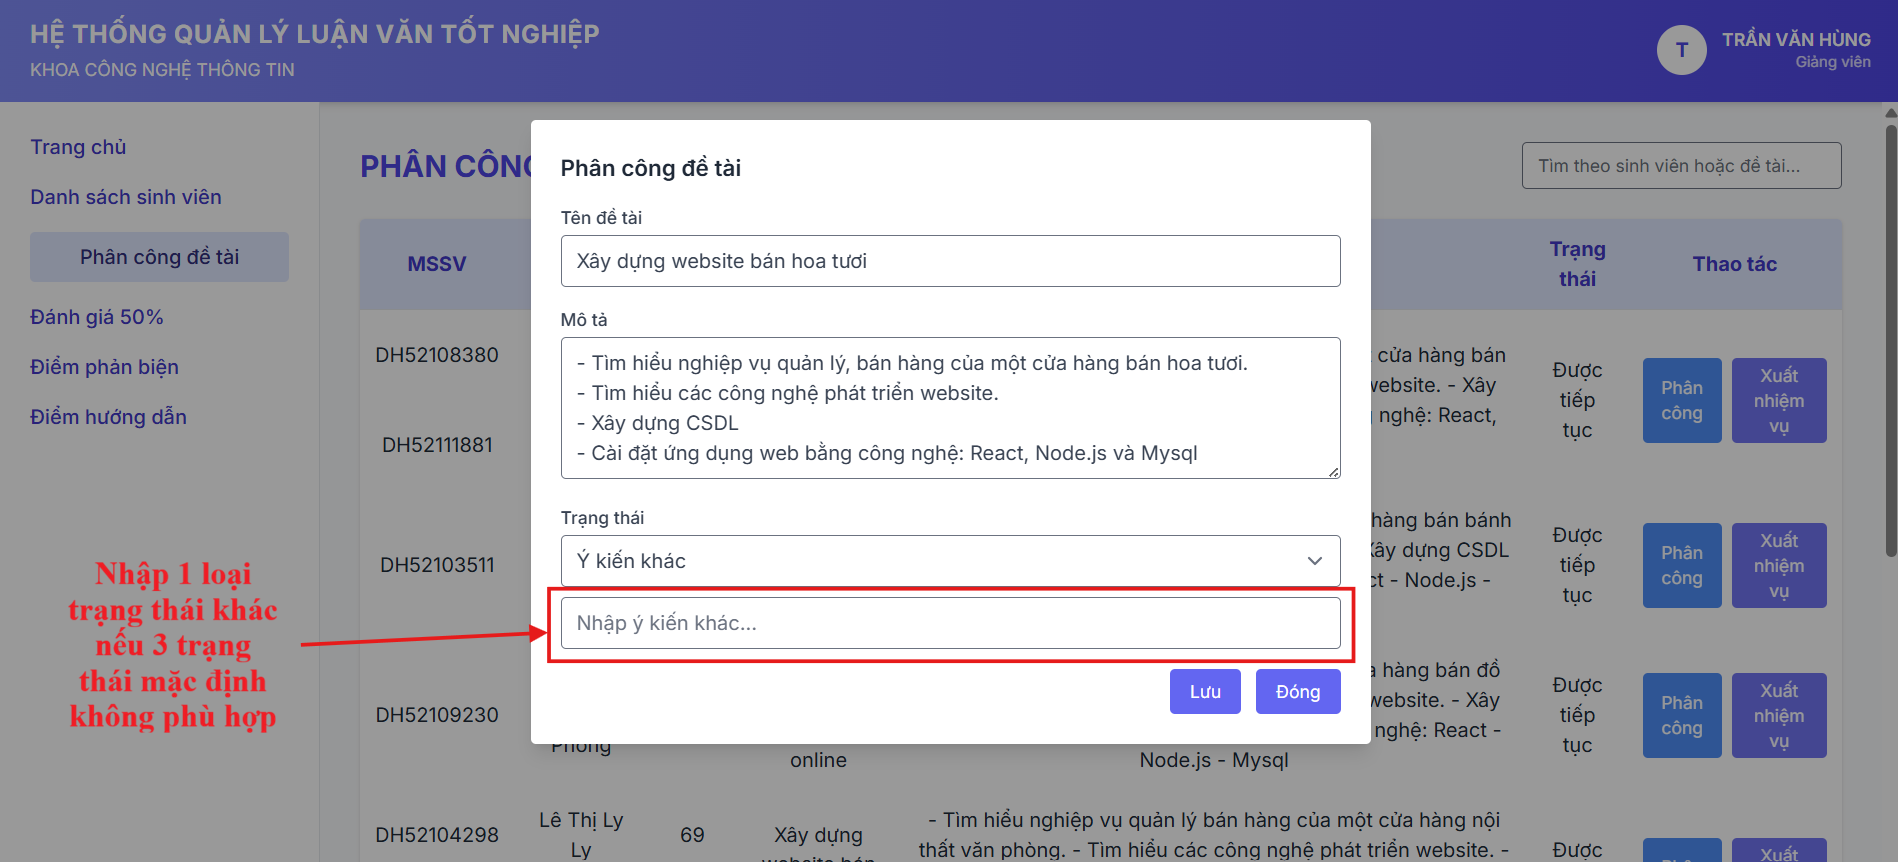 HỆ THỐNG QUẢN LÝ LUẬN VĂN TỐT NGHIỆP
KHOA CÔNG NGHỆ THÔNG TIN
T
TRẦN VĂN HÙNG
Giảng viên
Trang chủ
Danh sách sinh viên
Phân công đề tài
Đánh giá 50%
Điểm phản biện
Điểm hướng dẫn
Nhập 1 loại
trạng thái khác
nếu 3 trạng
thái mặc định
không phù hợp
PHÂN CÔNG
Tìm theo sinh viên hoặc đề tài...
MSSV
Trạng
thái
Thao tác
DH52108380
DH52111881
cửa hàng bán
website. - Xây
nghệ: React,
Được
tiếp
tục
Phân
công
Xuất
nhiệm
vụ
DH52103511
hàng bán bánh
Xây dựng CSDL
- Node.js -
Được
tiếp
tục
Phân
công
Xuất
nhiệm
vụ
DH52109230
Phong
online
hàng bán đồ
website. - Xây
nghệ: React -
Node.js - Mysql
Được
tiếp
tục
Phân
công
Xuất
nhiệm
vụ
DH52104298
Lê Thị Ly
Ly
69
Xây dựng
website bán
- Tìm hiểu nghiệp vụ quản lý bán hàng của một cửa hàng nội
thất văn phòng. - Tìm hiểu các công nghệ phát triển website. -
Được
Phân
Xuất
Phân công đề tài
Tên đề tài
Xây dựng website bán hoa tươi
Mô tả
- Tìm hiểu nghiệp vụ quản lý, bán hàng của một cửa hàng bán hoa tươi.
- Tìm hiểu các công nghệ phát triển website.
- Xây dựng CSDL
- Cài đặt ứng dụng web bằng công nghệ: React, Node.js và Mysql
Trạng thái
Ý kiến khác
Nhập ý kiến khác...
Lưu
Đóng